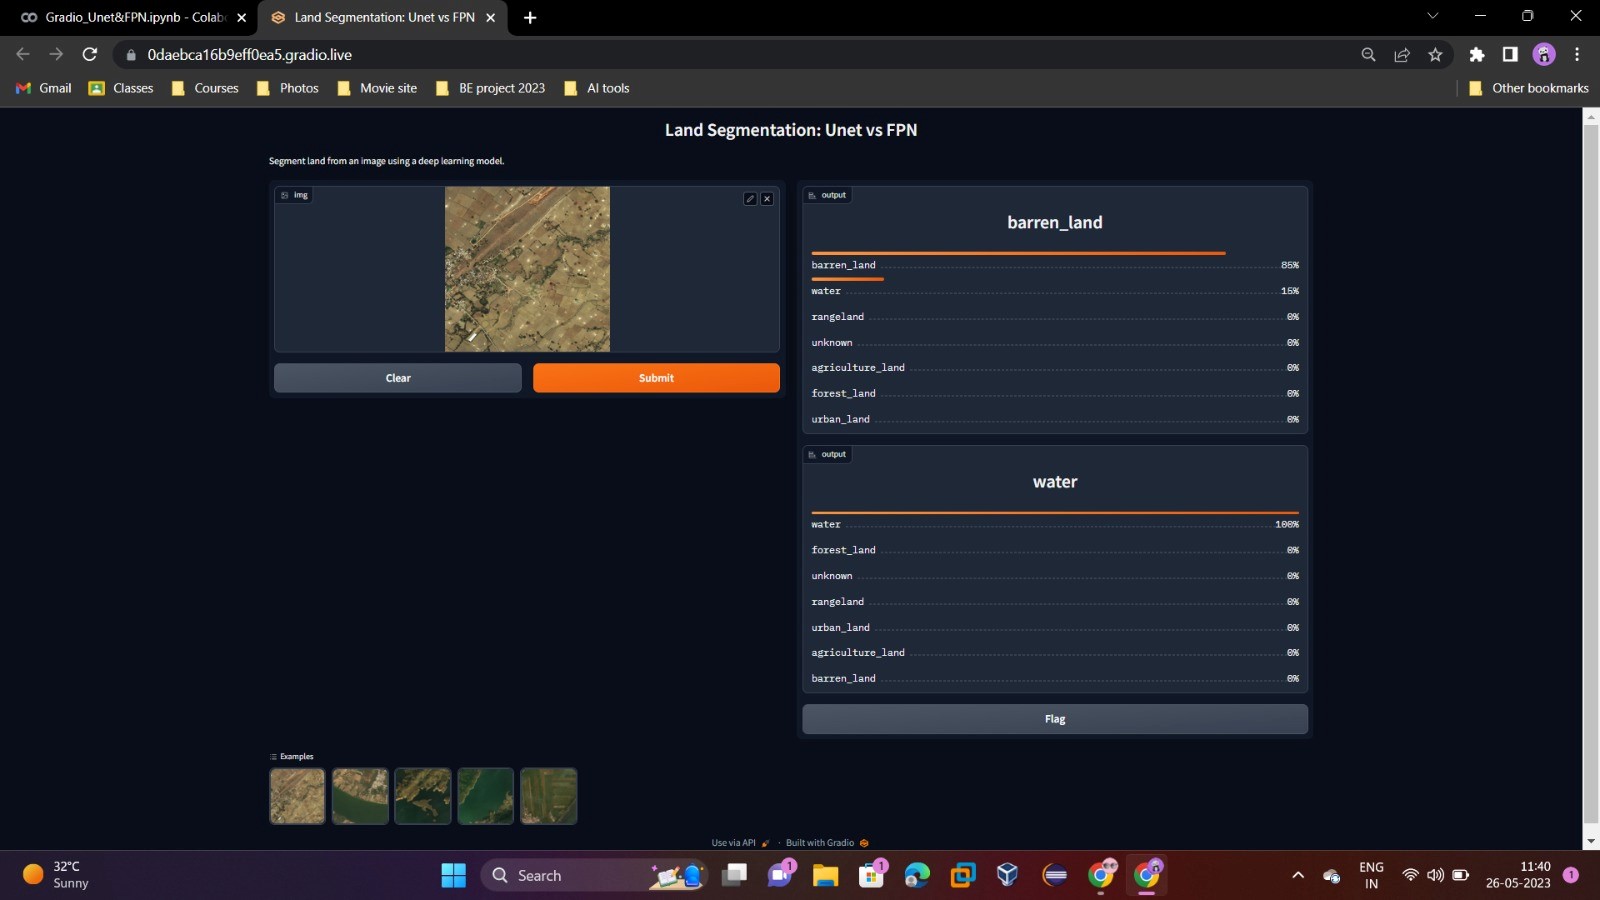 Gradio_Unet&FPN.ipynb - Colab
Land Segmentation: Unet vs FPN
0daebca16b9eff0ea5.gradio.live
Gmail
Classes
Courses
Photos
Movie site
BE project 2023
AI tools
Other bookmarks
Land Segmentation: Unet vs FPN
Segment land from an image using a deep learning model.
img
Clear
Submit
output
barren_land
barren_land 85%
water 15%
rangeland 0%
unknown 0%
agriculture_land 0%
forest_land 0%
urban_land 0%
output
water
water 100%
forest_land 0%
unknown 0%
rangeland 0%
urban_land 0%
agriculture_land 0%
barren_land 0%
Flag
Examples
Use via API · Built with Gradio
32°C
Sunny
Search
1
1
ENG
IN
11:40
26-05-2023
1